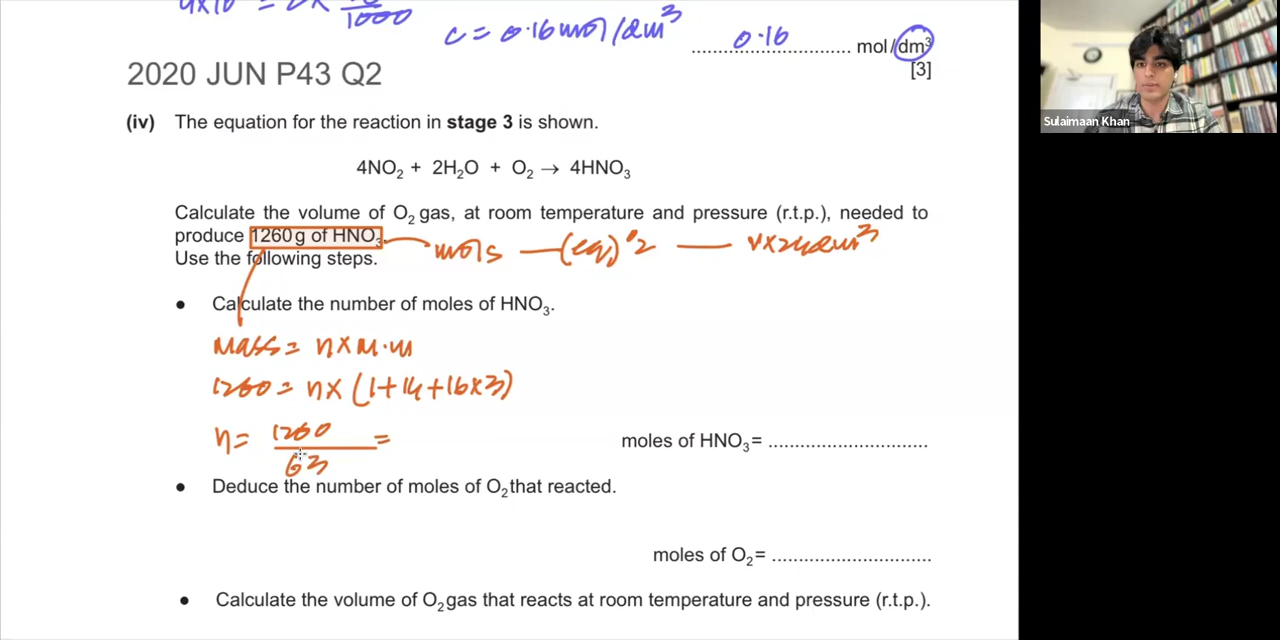 1000
c = 0.16 mol/dm³
0.16 mol/dm³
[3]
2020 JUN P43 Q2
(iv) The equation for the reaction in stage 3 is shown.
4NO₂ + 2H₂O + O₂ → 4HNO₃
Calculate the volume of O₂ gas, at room temperature and pressure (r.t.p.), needed to
produce 1260 g of HNO₃.
mols — (eq) O2 — V×24dm³
Use the following steps.
• Calculate the number of moles of HNO₃.
Mass = n × M.M
1260 = n × (1+14+16×3)
n = 1260 / 63 =
moles of HNO₃= ..............................
• Deduce the number of moles of O₂ that reacted.
moles of O₂= ..............................
• Calculate the volume of O₂ gas that reacts at room temperature and pressure (r.t.p.).
Sulaimaan Khan